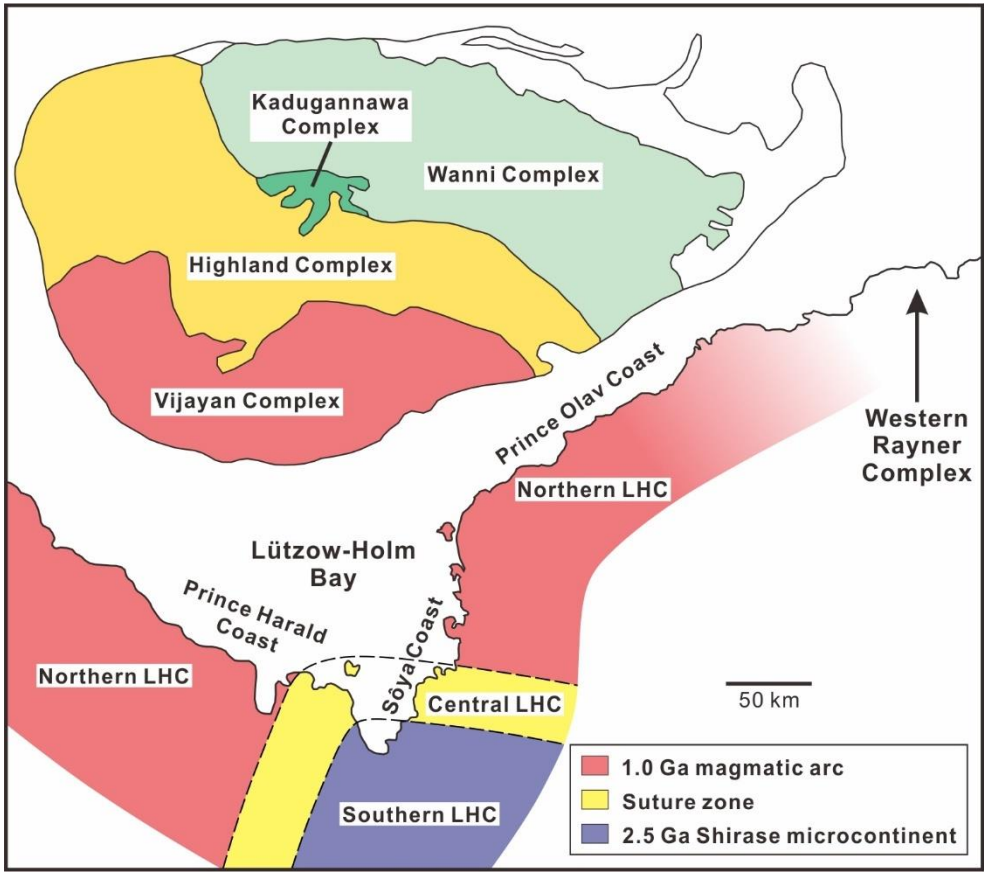 Kadugannawa
Complex
Wanni Complex
Highland Complex
Vijayan Complex
Prince Olav Coast
Western
Rayner
Complex
Northern LHC
Lützow-Holm
Bay
Prince Harald
Coast
Sôya Coast
Northern LHC
Central LHC
50 km
Southern LHC
1.0 Ga magmatic arc
Suture zone
2.5 Ga Shirase microcontinent